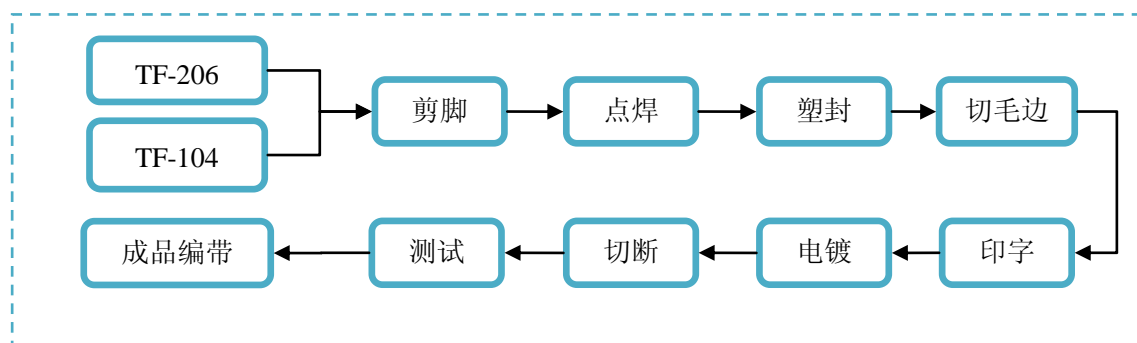 TF-206
TF-104
剪脚
点焊
塑封
切毛边
印字
电镀
切断
测试
成品编带